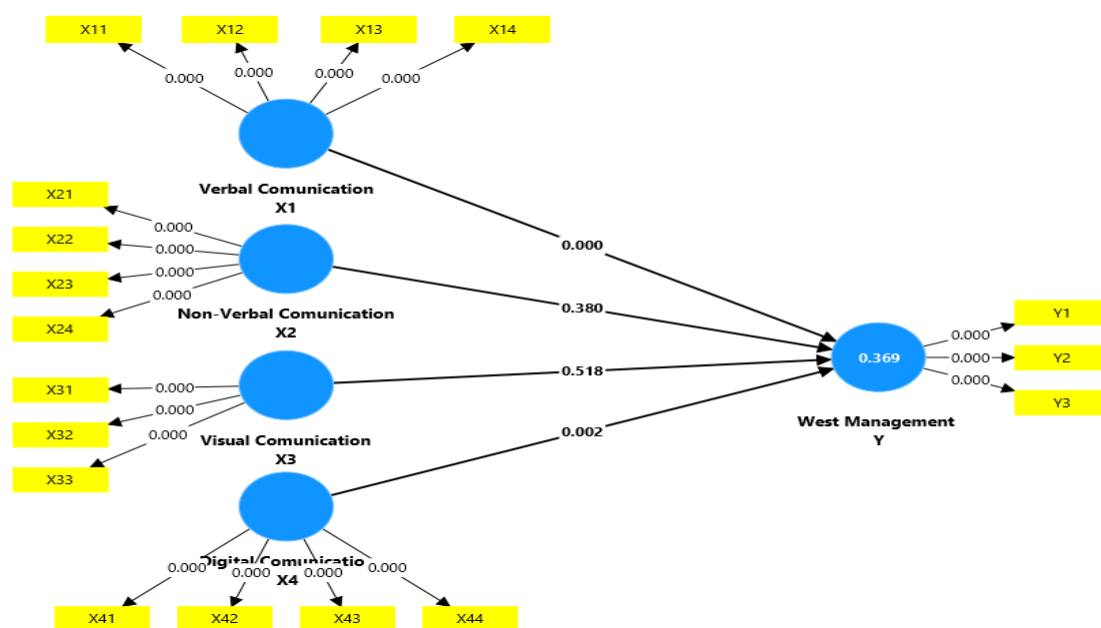 X11
X12
X13
X14
0.000
0.000
0.000
0.000
Verbal Comunication
X1
X21
X22
X23
X24
0.000
0.000
0.000
0.000
Non-Verbal Comunication
X2
X31
X32
X33
0.000
0.000
0.000
Visual Comunication
X3
Digital Comunicatio
X4
0.000
0.000
0.000
0.000
X41
X42
X43
X44
0.000
0.380
0.518
0.002
0.369
West Management
Y
0.000
0.000
0.000
Y1
Y2
Y3